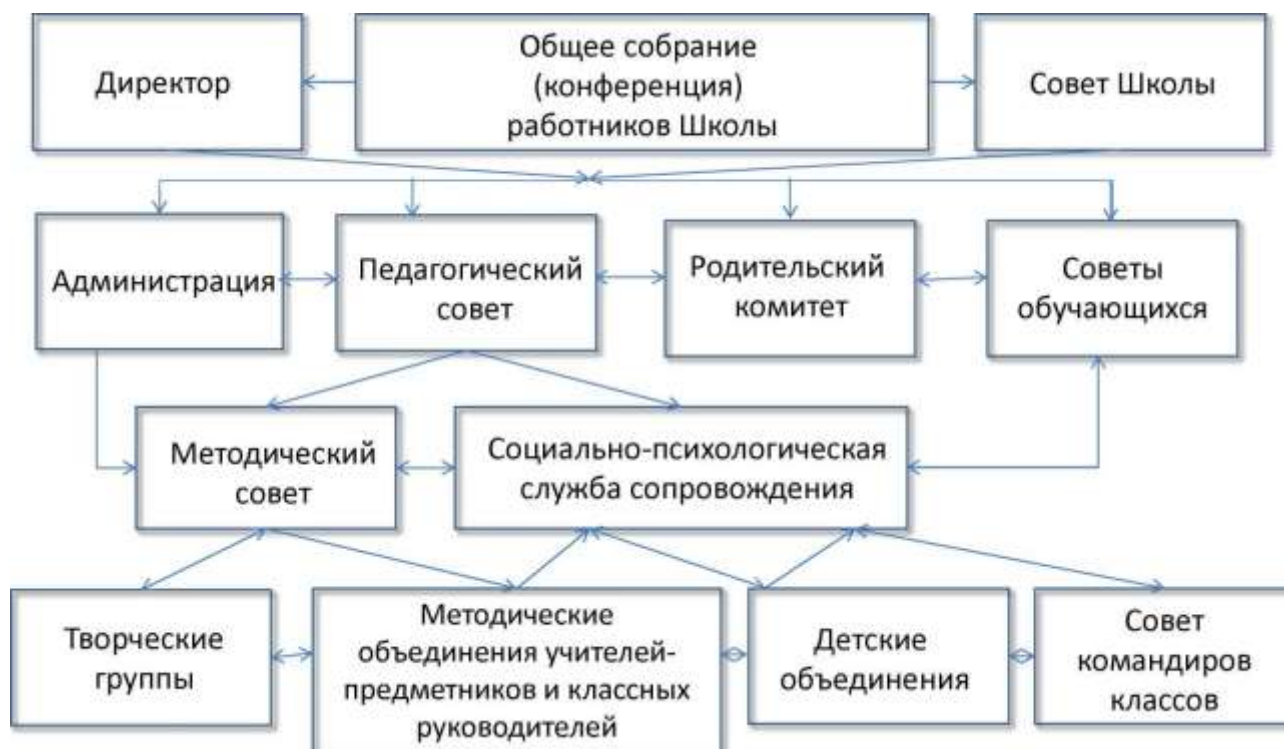 Директор
Общее собрание
(конференция)
работников Школы
Совет Школы
Администрация
Педагогический
совет
Родительский
комитет
Советы
обучающихся
Методический
совет
Социально-психологическая
служба сопровождения
Творческие
группы
Методические
объединения учителей-
предметников и классных
руководителей
Детские
объединения
Совет
командиров
классов